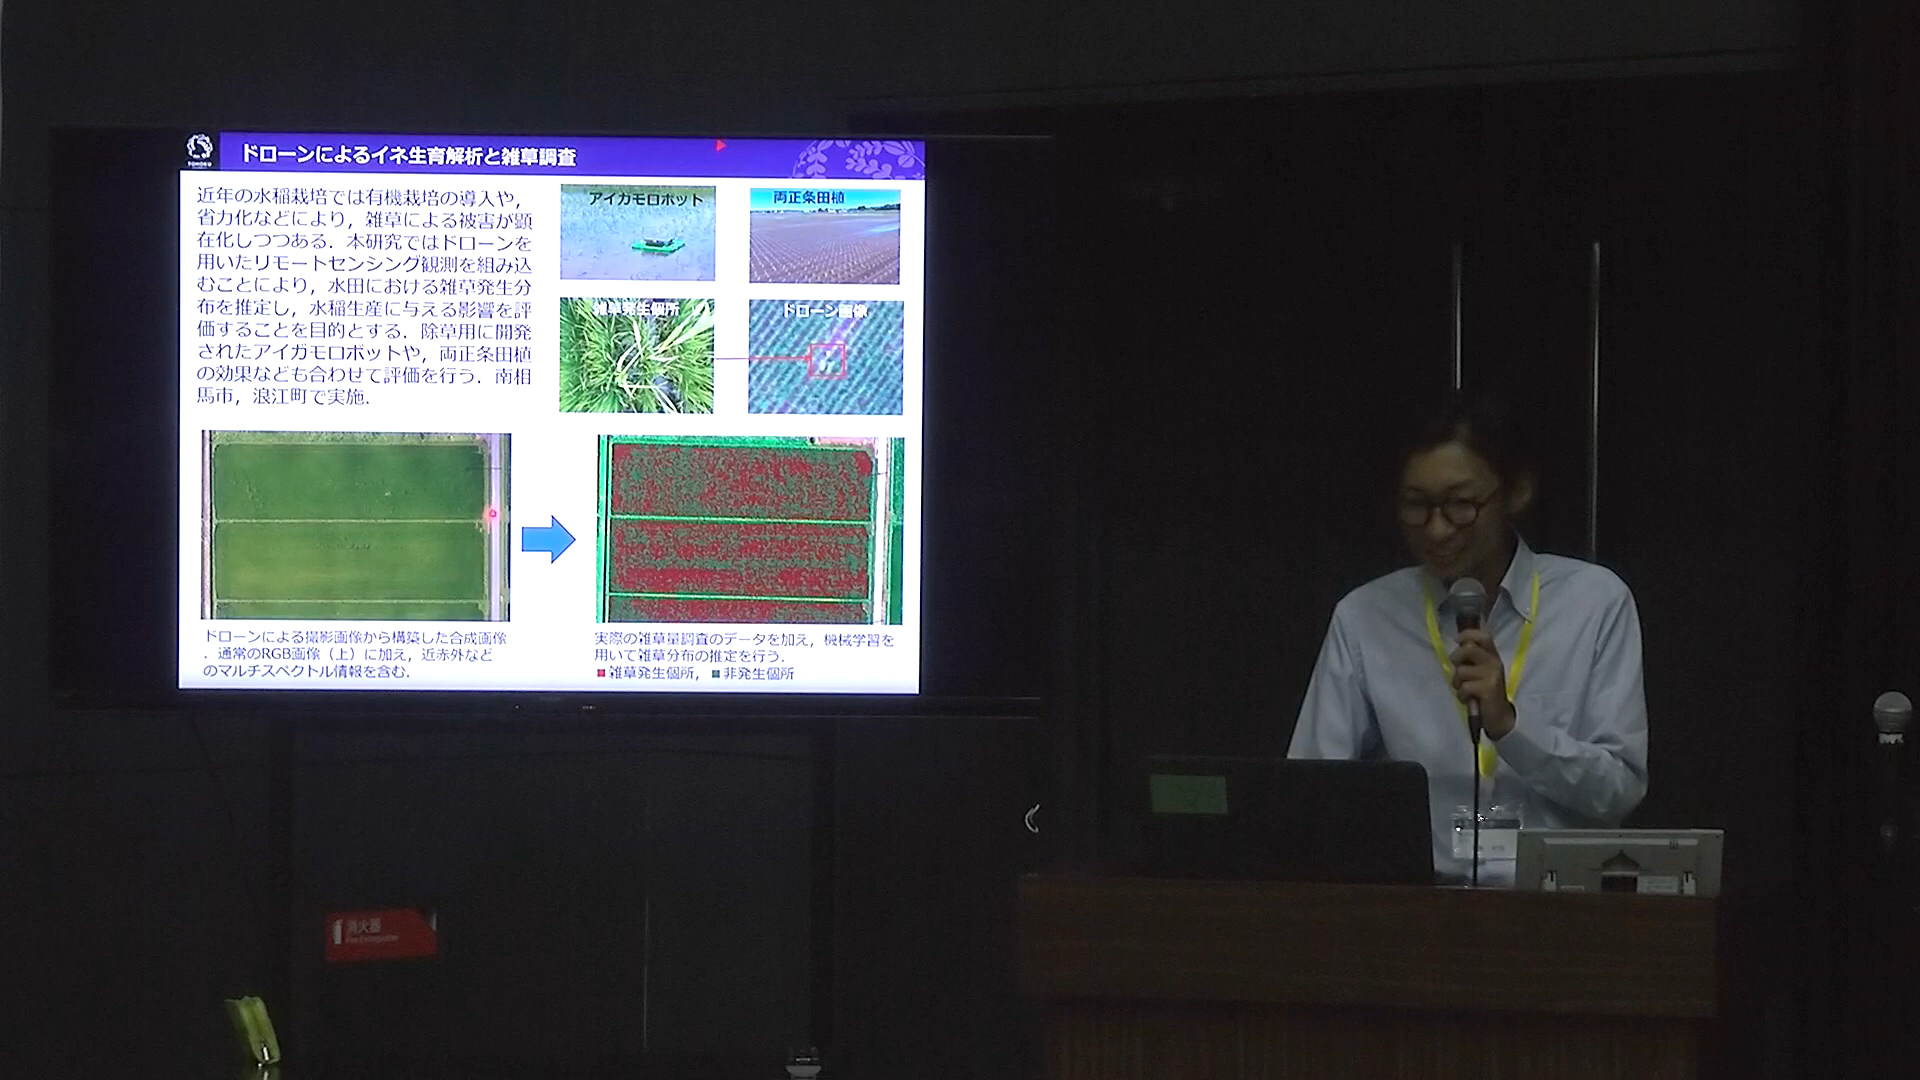 TOHOKU
ドローンによるイネ生育解析と雑草調査
近年の水稲栽培では有機栽培の導入や，
省力化などにより，雑草による被害が顕
在化しつつある．本研究ではドローンを
用いたリモートセンシング観測を組み込
むことにより，水田における雑草発生分
布を推定し，水稲生産に与える影響を評
価することを目的とする．除草用に開発
されたアイガモロボットや，両正条田植
の効果なども合わせて評価を行う．南相
馬市，浪江町で実施．
アイカモロボット
両正条田植
雑草発生個所
ドローン画像
ドローンによる撮影画像から構築した合成画像
．通常のRGB画像（上）に加え，近赤外など
のマルチスペクトル情報を含む．
実際の雑草量調査のデータを加え，機械学習を
用いて雑草分布の推定を行う．
■雑草発生個所，■非発生個所
消火器
Fire Extinguisher